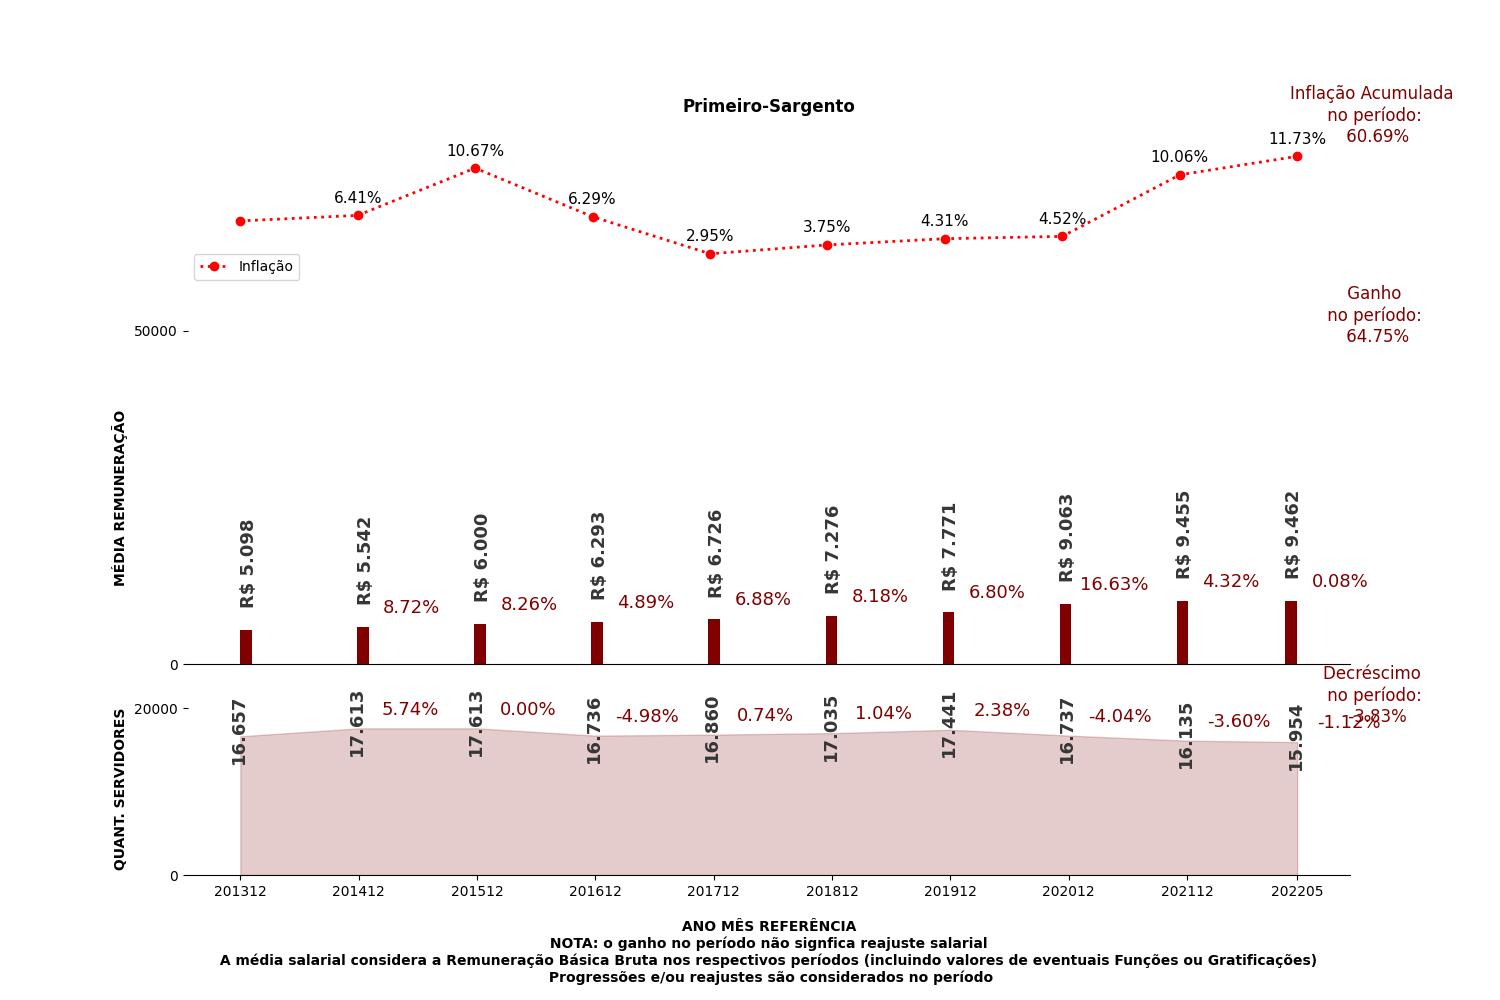 Primeiro-Sargento
Inflação Acumulada
no período:
60.69%
6.41%
10.67%
6.29%
2.95%
3.75%
4.31%
4.52%
10.06%
11.73%
Inflação
Ganho
no período:
64.75%
50000
0
MÉDIA REMUNERAÇÃO
R$ 5.098
R$ 5.542
R$ 6.000
R$ 6.293
R$ 6.726
R$ 7.276
R$ 7.771
R$ 9.063
R$ 9.455
R$ 9.462
8.72%
8.26%
4.89%
6.88%
8.18%
6.80%
16.63%
4.32%
0.08%
Decréscimo
no período:
-3.83%
20000
0
QUANT. SERVIDORES
16.657
17.613
17.613
16.736
16.860
17.035
17.441
16.737
16.135
15.954
5.74%
0.00%
-4.98%
0.74%
1.04%
2.38%
-4.04%
-3.60%
-1.12%
201312
201412
201512
201612
201712
201812
201912
202012
202112
202205
ANO MÊS REFERÊNCIA
NOTA: o ganho no período não signfica reajuste salarial
A média salarial considera a Remuneração Básica Bruta nos respectivos períodos (incluindo valores de eventuais Funções ou Gratificações)
Progressões e/ou reajustes são considerados no período